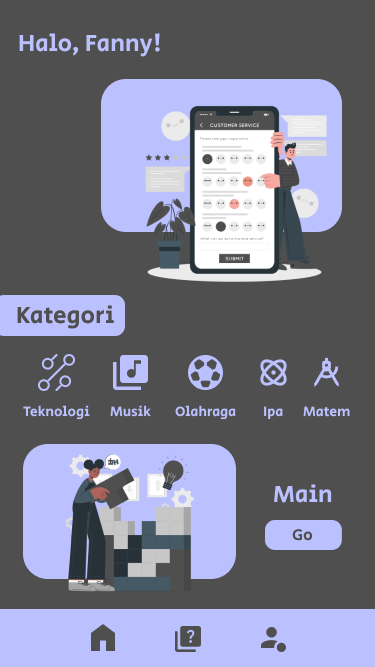 Halo, Fanny!
CUSTOMER SERVICE
SUBMIT
Kategori
Teknologi Musik Olahraga Ipa Matem
Main
Go